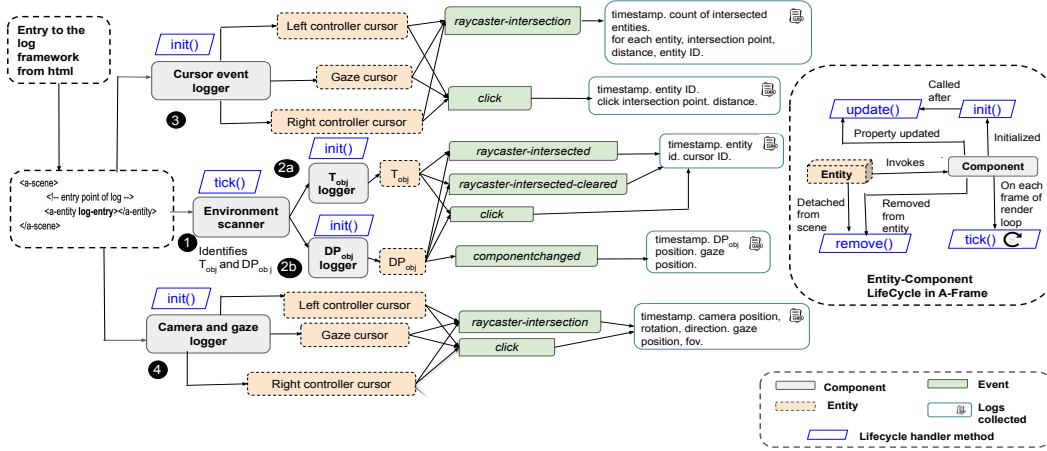 Entry to the
log
framework
from html
init()
Cursor event
logger
3
Left controller cursor
Gaze cursor
Right controller cursor
raycaster-intersection
click
timestamp. count of intersected
entities.
for each entity, intersection point,
distance, entity ID.
timestamp. entity ID.
click intersection point. distance.
<a-scene>
<!-- entry point of log -->
<a-entity log-entry></a-entity>
</a-scene>
tick()
Environment
scanner
1
Identifies
Tobj and DPobj
2a
init()
Tobj
logger
Tobj
2b
init()
DPobj
logger
DPobj
raycaster-intersected
raycaster-intersected-cleared
click
componentchanged
timestamp. entity
id. cursor ID.
timestamp. DPobj
position. gaze
position.
init()
Camera and gaze
logger
4
Left controller cursor
Gaze cursor
Right controller cursor
raycaster-intersection
click
timestamp. camera position,
rotation, direction. gaze
position, fov.
Called
after
update()
init()
Property updated
Initialized
Invokes
Entity
Component
Detached
from
scene
Removed
from
entity
On each
frame of
render
loop
remove()
tick()
Entity-Component
LifeCycle in A-Frame
Component
Event
Entity
Logs
collected
Lifecycle handler method